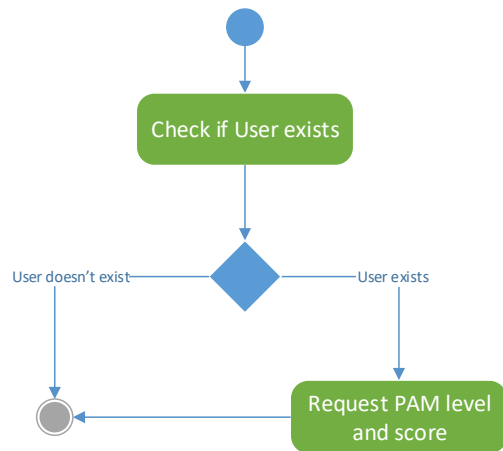 Check if User exists
User doesn't exist
User exists
Request PAM level
and score